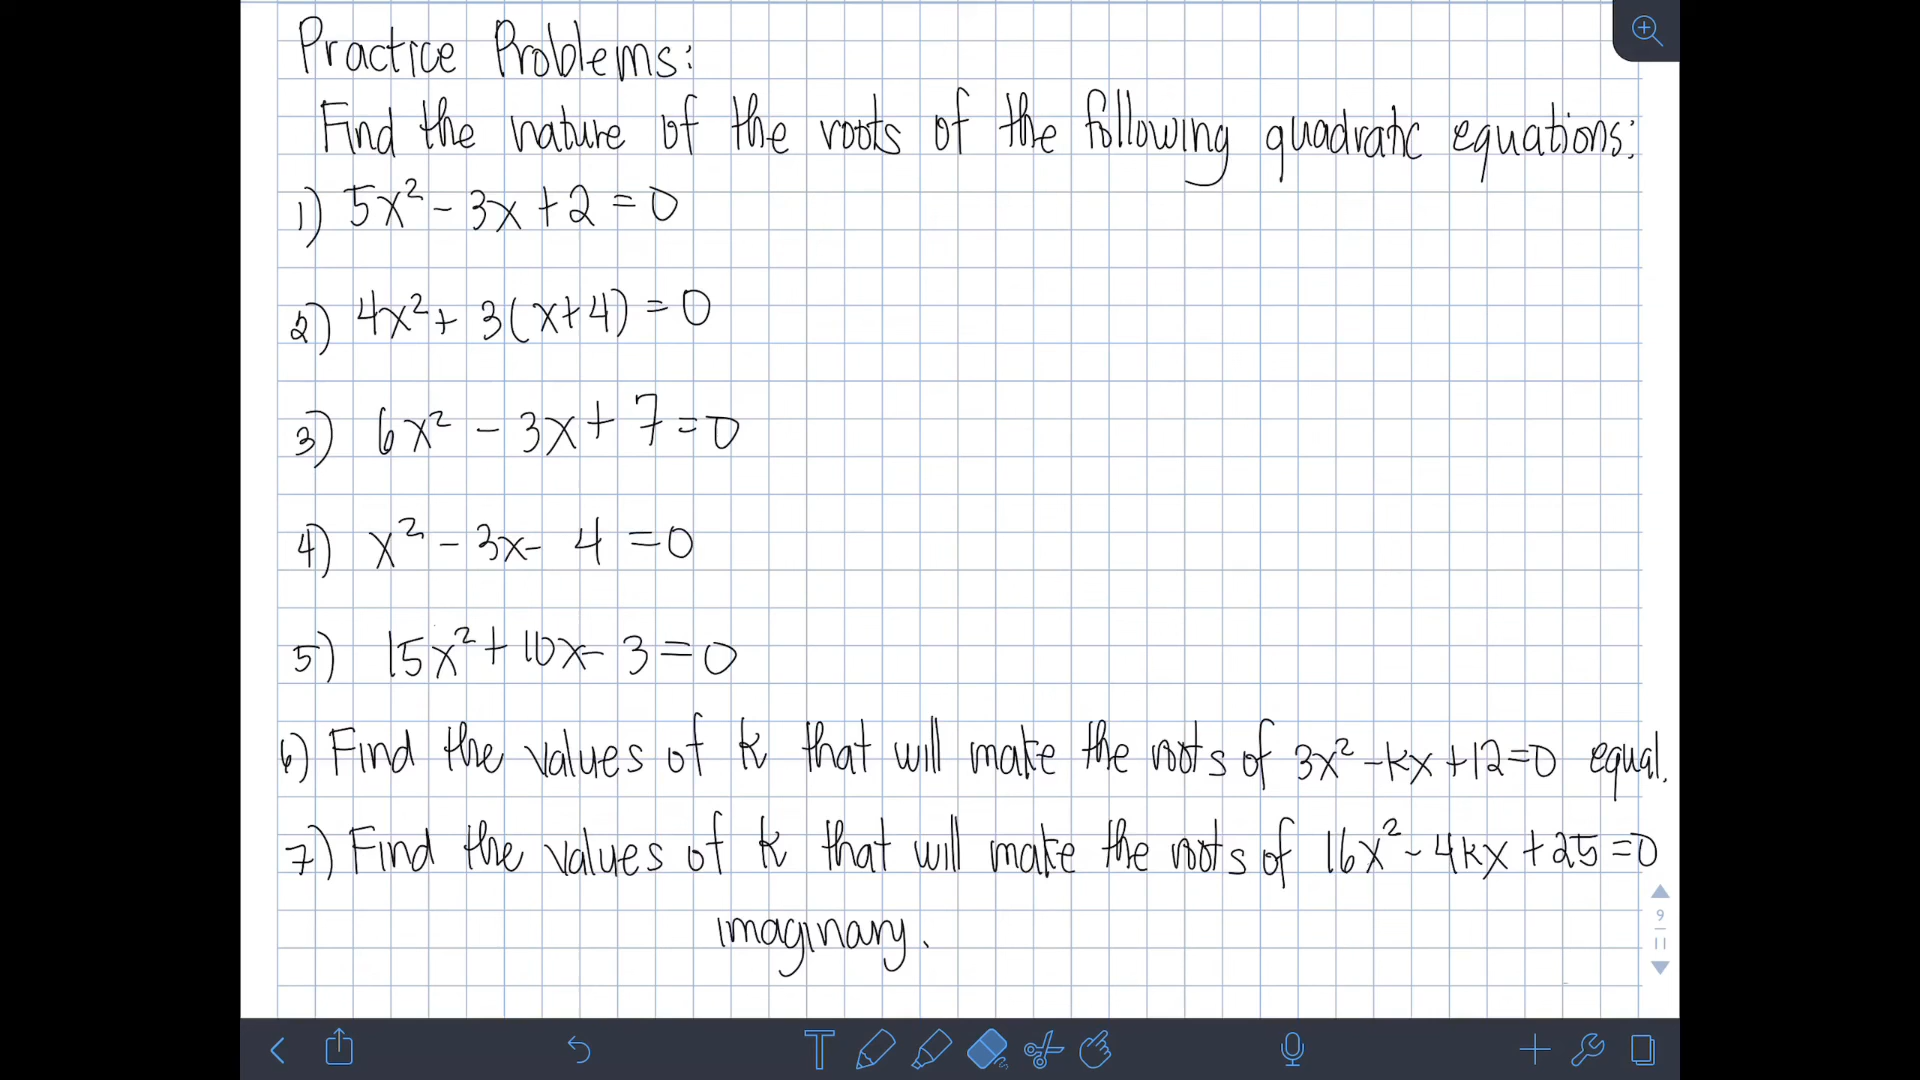 Practice Problems:
Find the nature of the roots of the following quadratic equations:
1) 5x² - 3x + 2 = 0
2) 4x² + 3(x+4) = 0
3) 6x² - 3x + 7 = 0
4) x² - 3x - 4 = 0
5) 15x² + 10x - 3 = 0
6) Find the values of k that will make the roots of 3x² - kx + 12 = 0 equal.
7) Find the values of k that will make the roots of 16x² - 4kx + 25 = 0
imaginary.
9
11
T